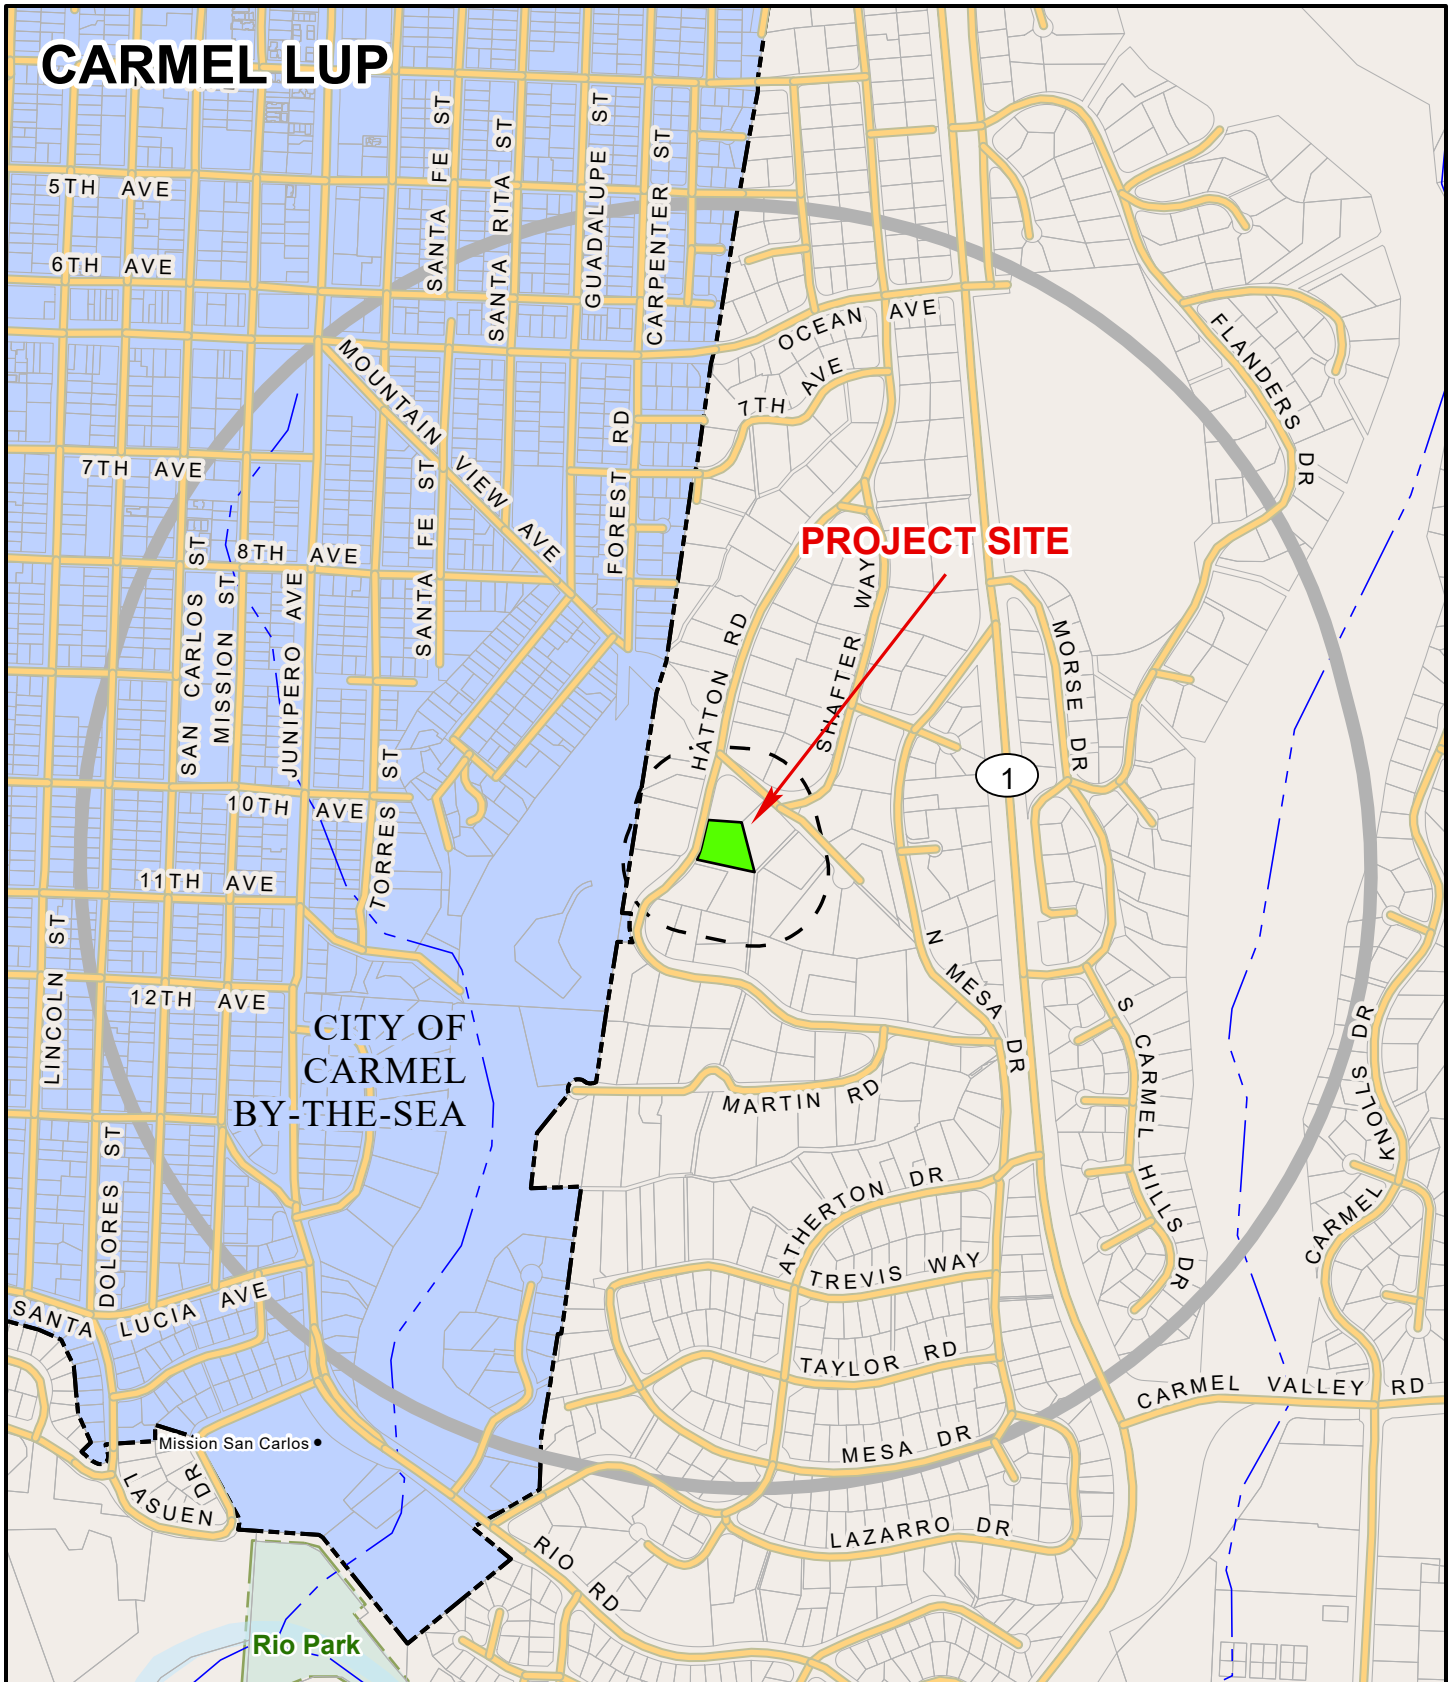 CARMEL LUP
5TH AVE
6TH AVE
SANTA FE ST
SANTA RITA ST
GUADALUPE ST
CARPENTER ST
OCEAN AVE
7TH AVE
FLANDERS DR
MOUNTAIN VIEW AVE
7TH AVE
FOREST RD
SANTA FE ST
8TH AVE
SAN CARLOS ST
MISSION ST
JUNIPERO AVE
PROJECT SITE
HATTON RD
SHAFTER WAY
MORSE DR
1
10TH AVE
TORRES ST
11TH AVE
LINCOLN ST
12TH AVE
N MESA DR
CITY OF
CARMEL
BY-THE-SEA
MARTIN RD
S CARMEL HILLS DR
CARMEL KNOLLS DR
DOLORES ST
ATHERTON DR
TREVIS WAY
SANTA LUCIA AVE
TAYLOR RD
CARMEL VALLEY RD
MESA DR
Mission San Carlos
LASUEN DR
LAZARRO DR
RIO RD
Rio Park